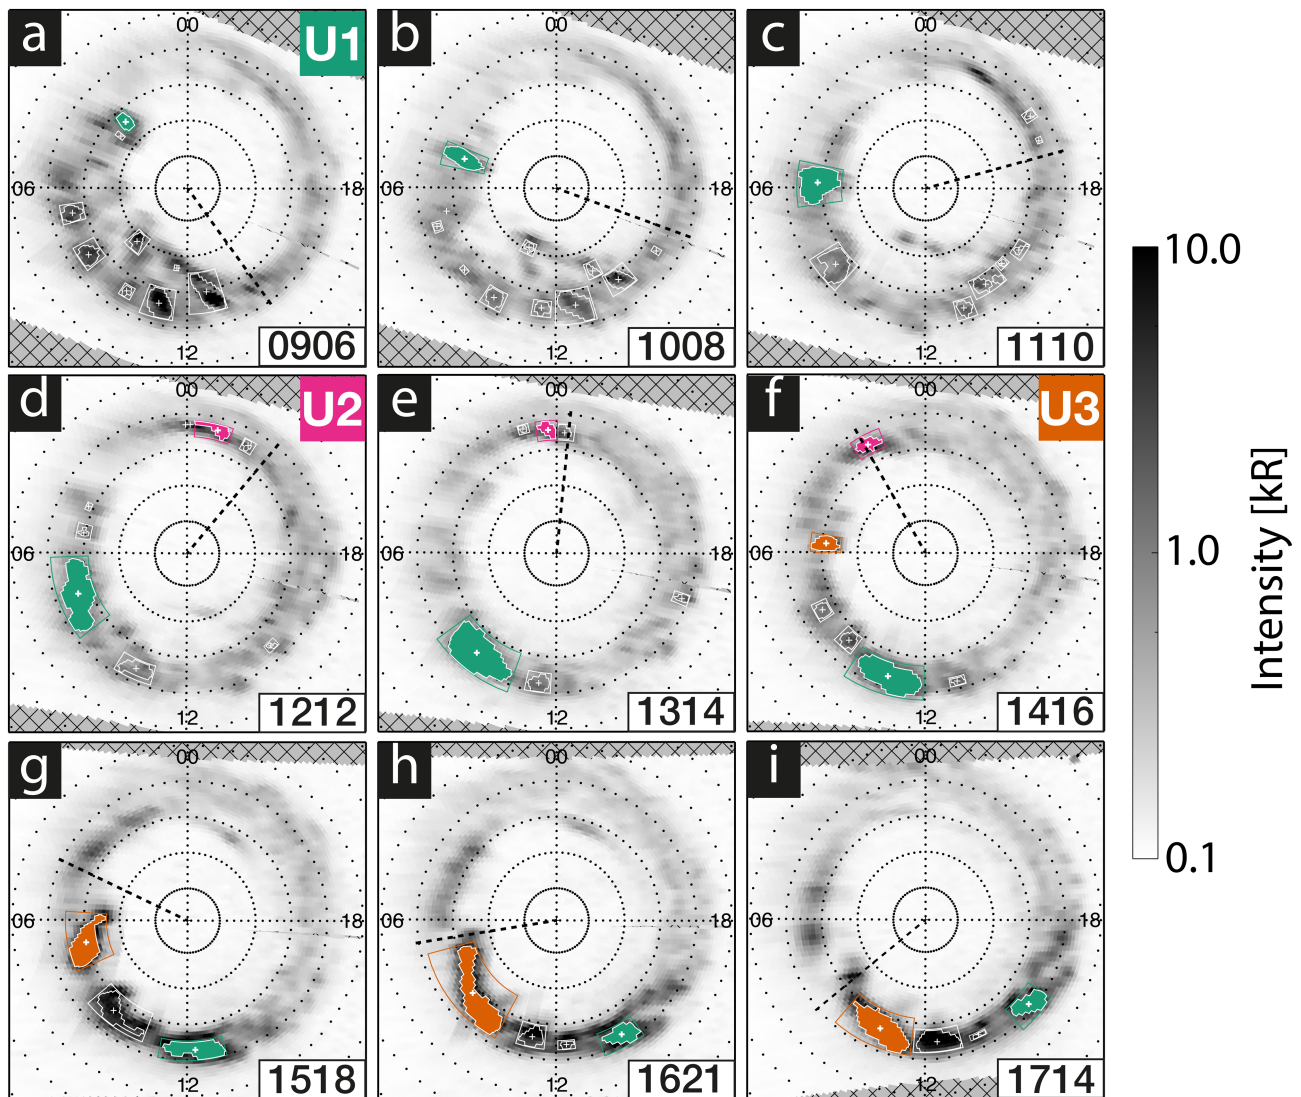 a U1 00 06 18 12 0906
b 00 18 12 1008
c 00 06 18 12 1110
10.0
1.0
0.1
Intensity [kR]
d U2 00 06 18 12 1212
e 00 06 18 12 1314
f U3 00 06 18 12 1416
g 00 06 18 12 1518
h 00 06 18 12 1621
i 00 06 18 12 1714